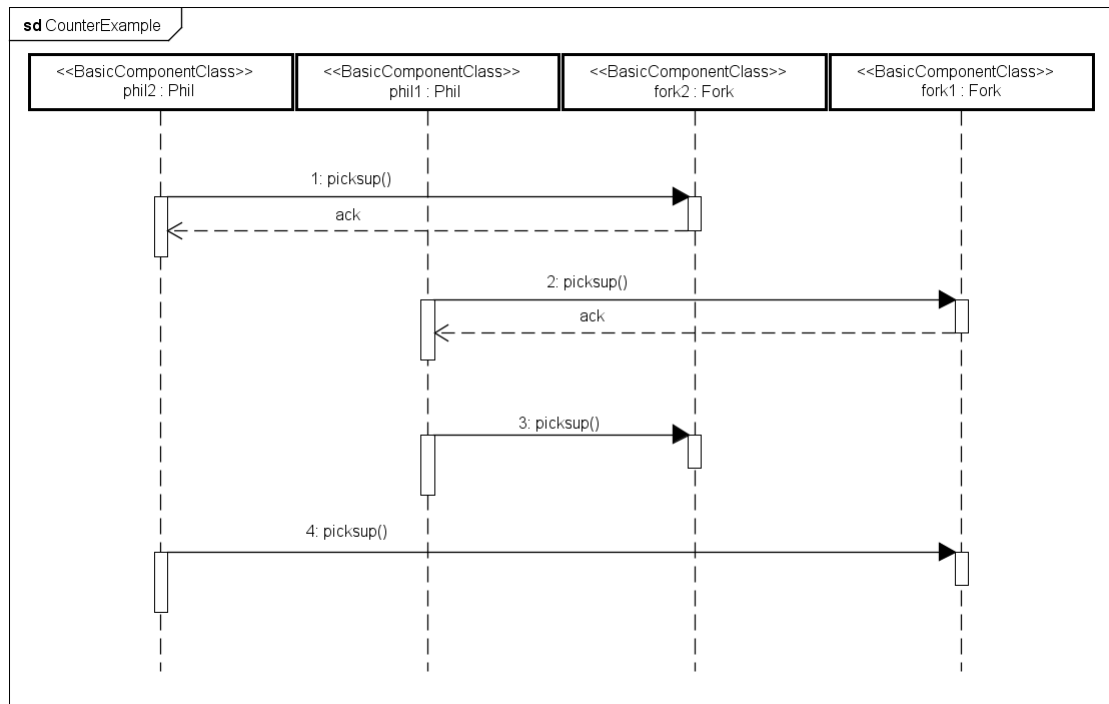 sd CounterExample
<<BasicComponentClass>>
phil2 : Phil
<<BasicComponentClass>>
phil1 : Phil
<<BasicComponentClass>>
fork2 : Fork
<<BasicComponentClass>>
fork1 : Fork
1: picksup()
ack
2: picksup()
ack
3: picksup()
4: picksup()